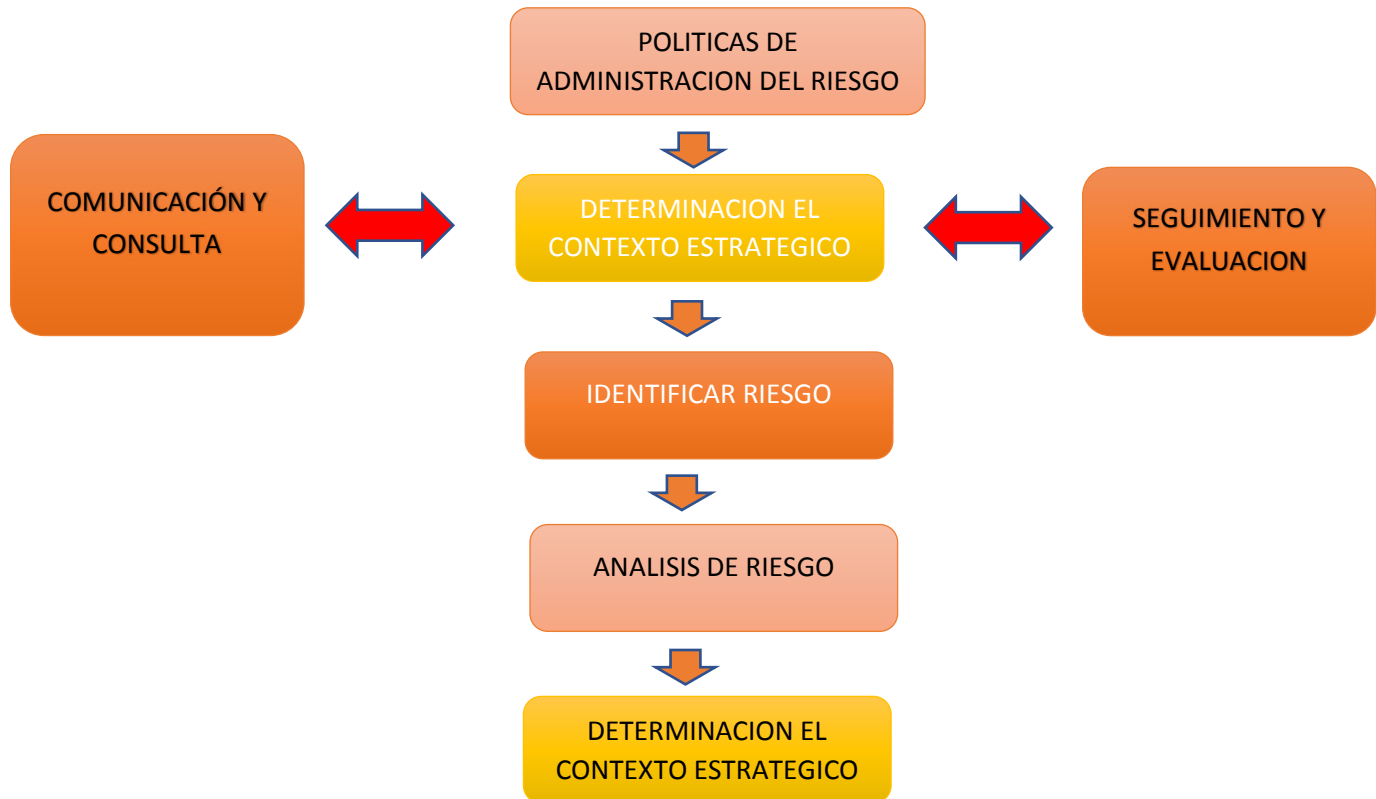 POLITICAS DE
ADMINISTRACION DEL RIESGO
COMUNICACIÓN Y
CONSULTA
DETERMINACION EL
CONTEXTO ESTRATEGICO
SEGUIMIENTO Y
EVALUACION
IDENTIFICAR RIESGO
ANALISIS DE RIESGO
DETERMINACION EL
CONTEXTO ESTRATEGICO